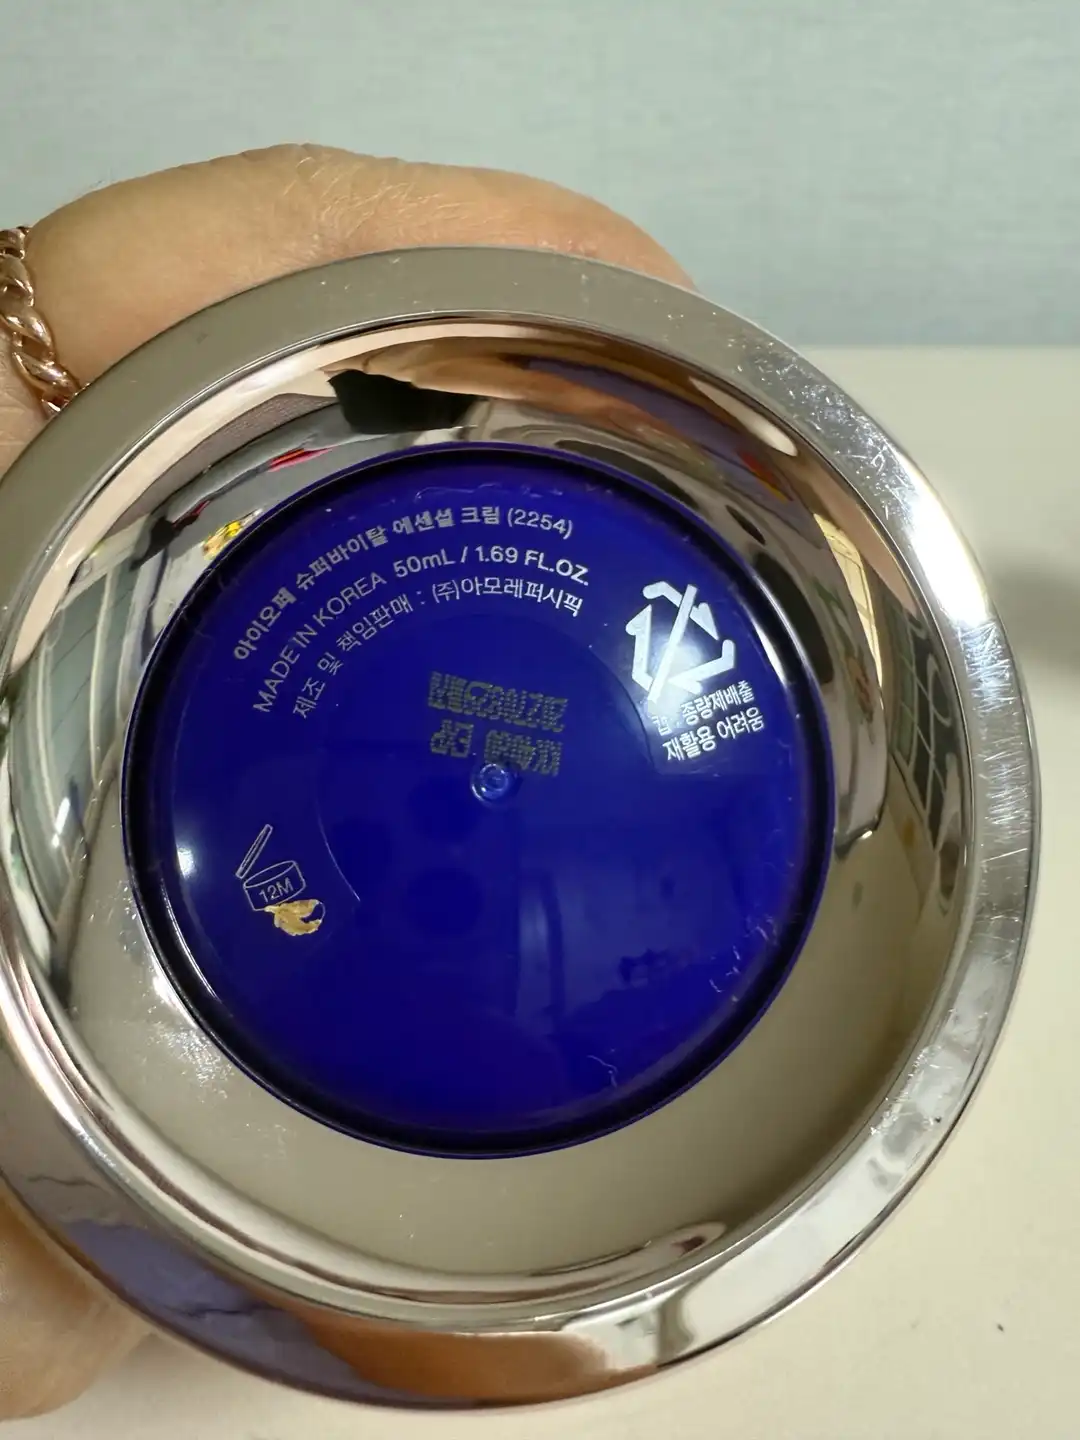 아이오페 슈퍼바이탈 에센셜 크림 (2254)
MADE IN KOREA 50mL / 1.69 FL.OZ.
제조 및 책임판매 : (주)아모레퍼시픽
캡 : 종량제배출
재활용 어려움
EXP
12M